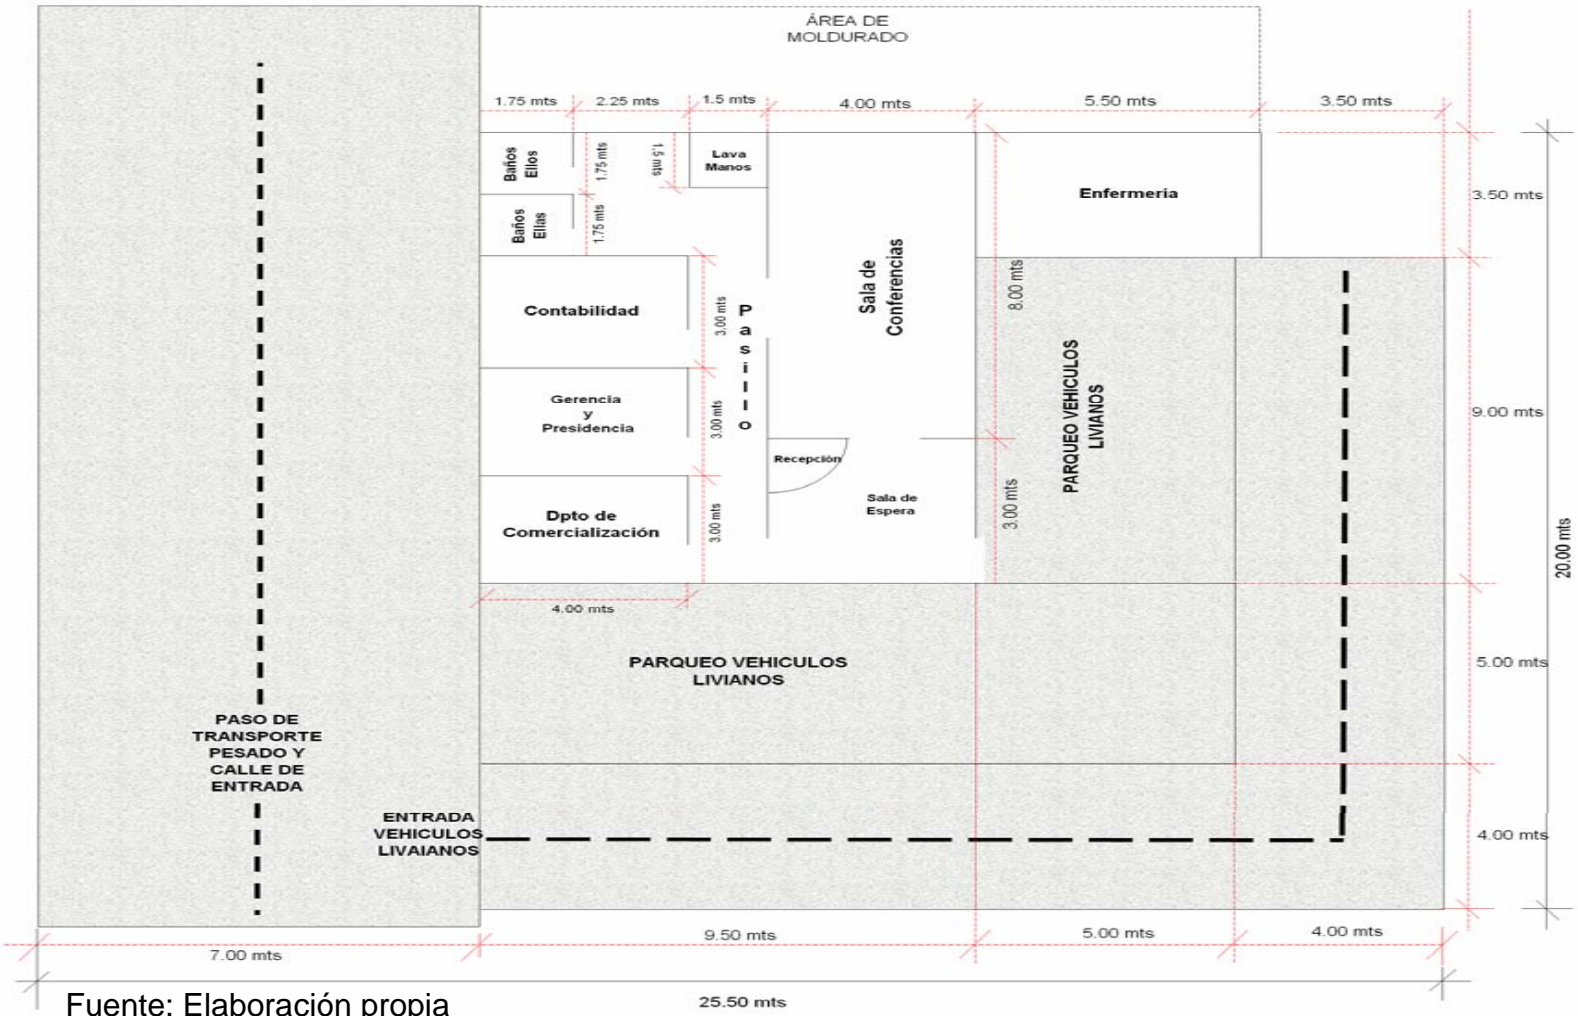 ÁREA DE
MOLDURADO
1.75 mts
2.25 mts
1.5 mts
4.00 mts
5.50 mts
3.50 mts
Baños
Ellos
1.75 mts
1.5 mts
Lava
Manos
Enfermeria
3.50 mts
Baños
Ellas
1.75 mts
Contabilidad
3.00 mts
Pasillo
Sala de
Conferencias
8.00 mts
PARQUEO VEHICULOS
LIVIANOS
9.00 mts
Gerencia
y
Presidencia
3.00 mts
Recepción
Sala de
Espera
3.00 mts
Dpto de
Comercialización
3.00 mts
20.00 mts
4.00 mts
PARQUEO VEHICULOS
LIVIANOS
5.00 mts
PASO DE
TRANSPORTE
PESADO Y
CALLE DE
ENTRADA
ENTRADA
VEHICULOS
LIVAIANOS
4.00 mts
7.00 mts
9.50 mts
5.00 mts
4.00 mts
25.50 mts
Fuente: Elaboración propia